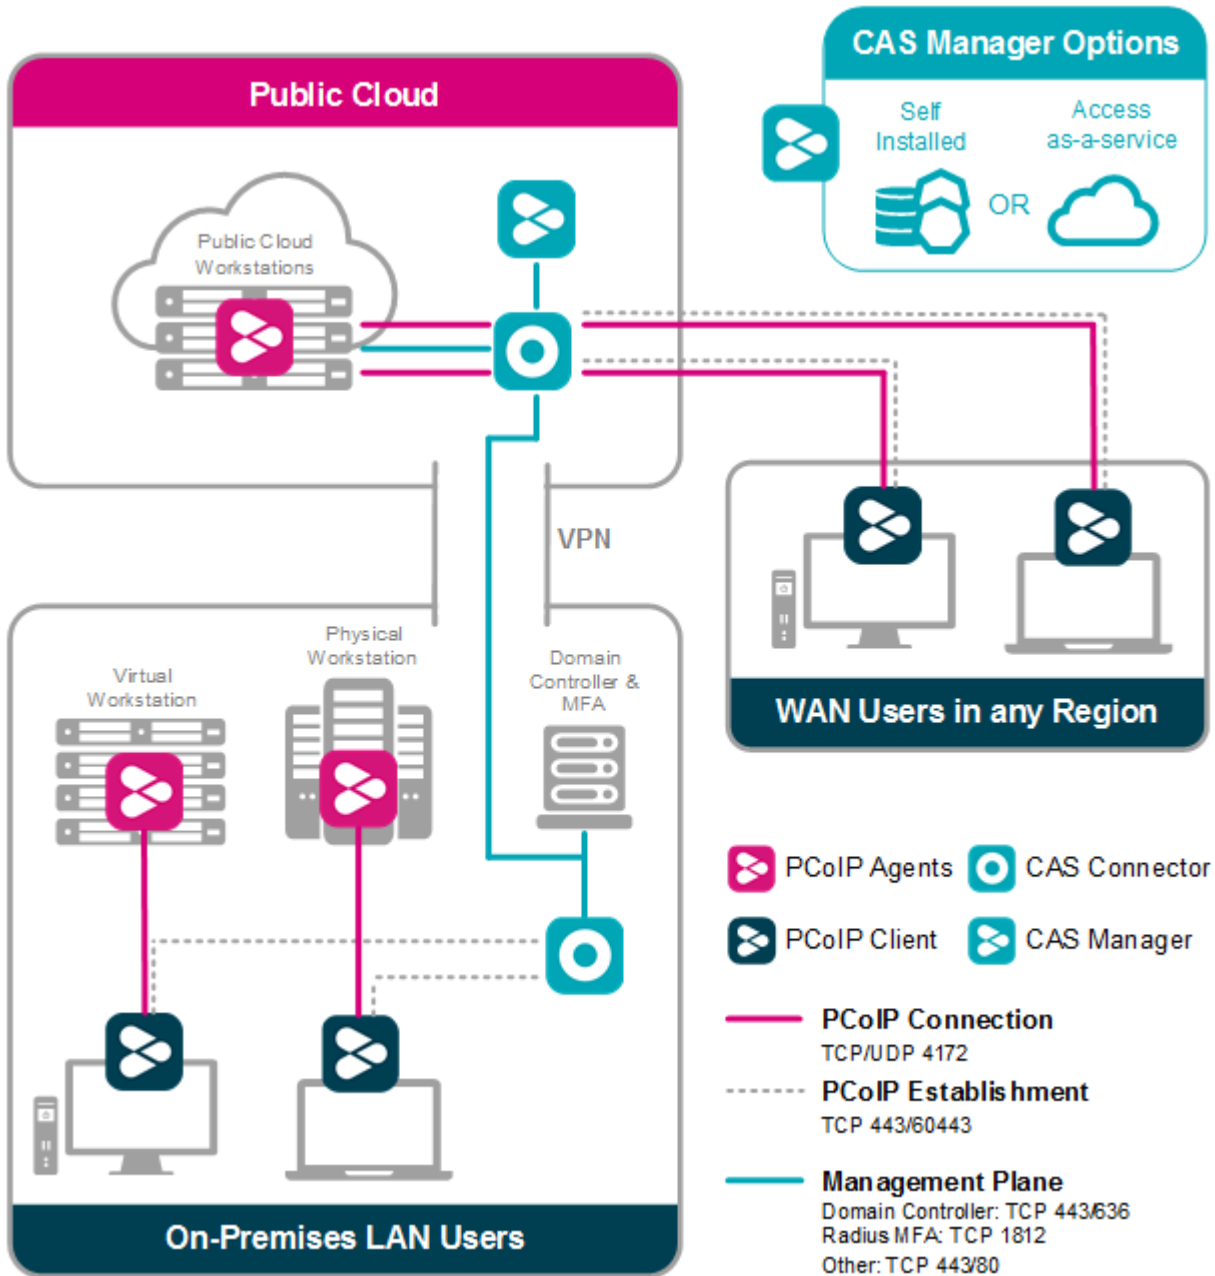 CAS Manager Options
Self
Installed
OR
Access
as-a-service
Public Cloud
Public Cloud
Workstations
VPN
WAN Users in any Region
Virtual
Workstation
Physical
Workstation
Domain
Controller &
MFA
On-Premises LAN Users
PCoIP Agents
CAS Connector
PCoIP Client
CAS Manager
PCoIP Connection
TCP/UDP 4172
PCoIP Establishment
TCP 443/60443
Management Plane
Domain Controller: TCP 443/636
Radius MFA: TCP 1812
Other: TCP 443/80